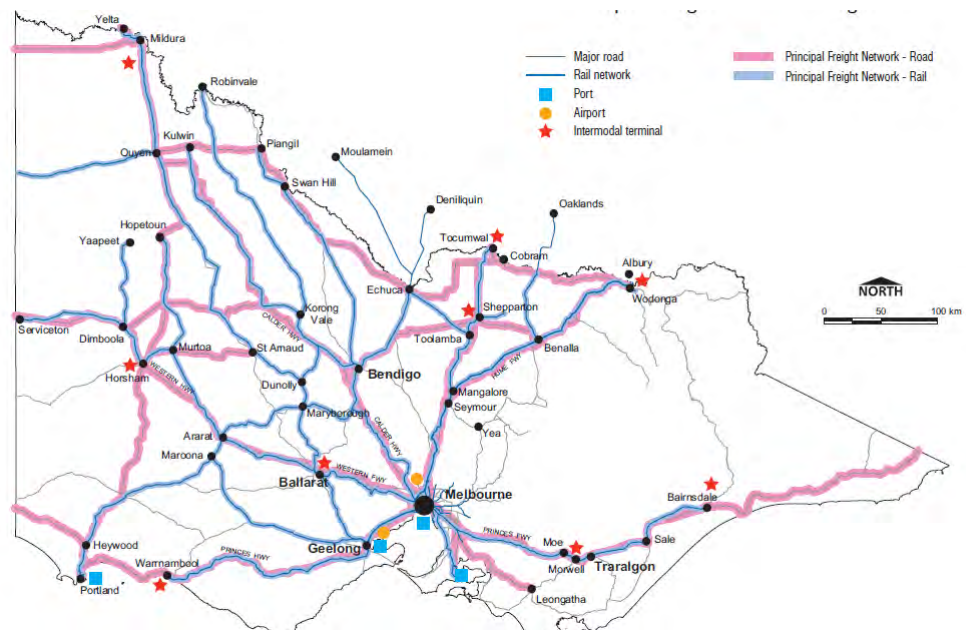 Yelta
Mildura
Robinvale
Major road
Rail network
Port
Airport
Intermodal terminal
Principal Freight Network - Road
Principal Freight Network - Rail
Kulwin
Piangil
Ouyen
Moulamein
Swan Hill
Deniliquin
Oaklands
Hopetoun
Yaapeet
Tocumwal
Cobram
Albury
Wodonga
Echuca
NORTH
0
50
100 km
Serviceton
Dimboola
Korong
Vale
CALDER HWY
Shepparton
Toolamba
Benalla
Murtoa
St Arnaud
Horsham
WESTERN HWY
Dunolly
Bendigo
HUME FWY
Mangalore
Seymour
Maryborough
CALDER HWY
Yea
Ararat
Maroona
WESTERN FWY
Ballarat
Melbourne
Bairnsdale
PRINCES FWY
Heywood
Geelong
Moe
Sale
Morwell
Traralgon
Warrnambool
PRINCES HWY
Portland
Leongatha